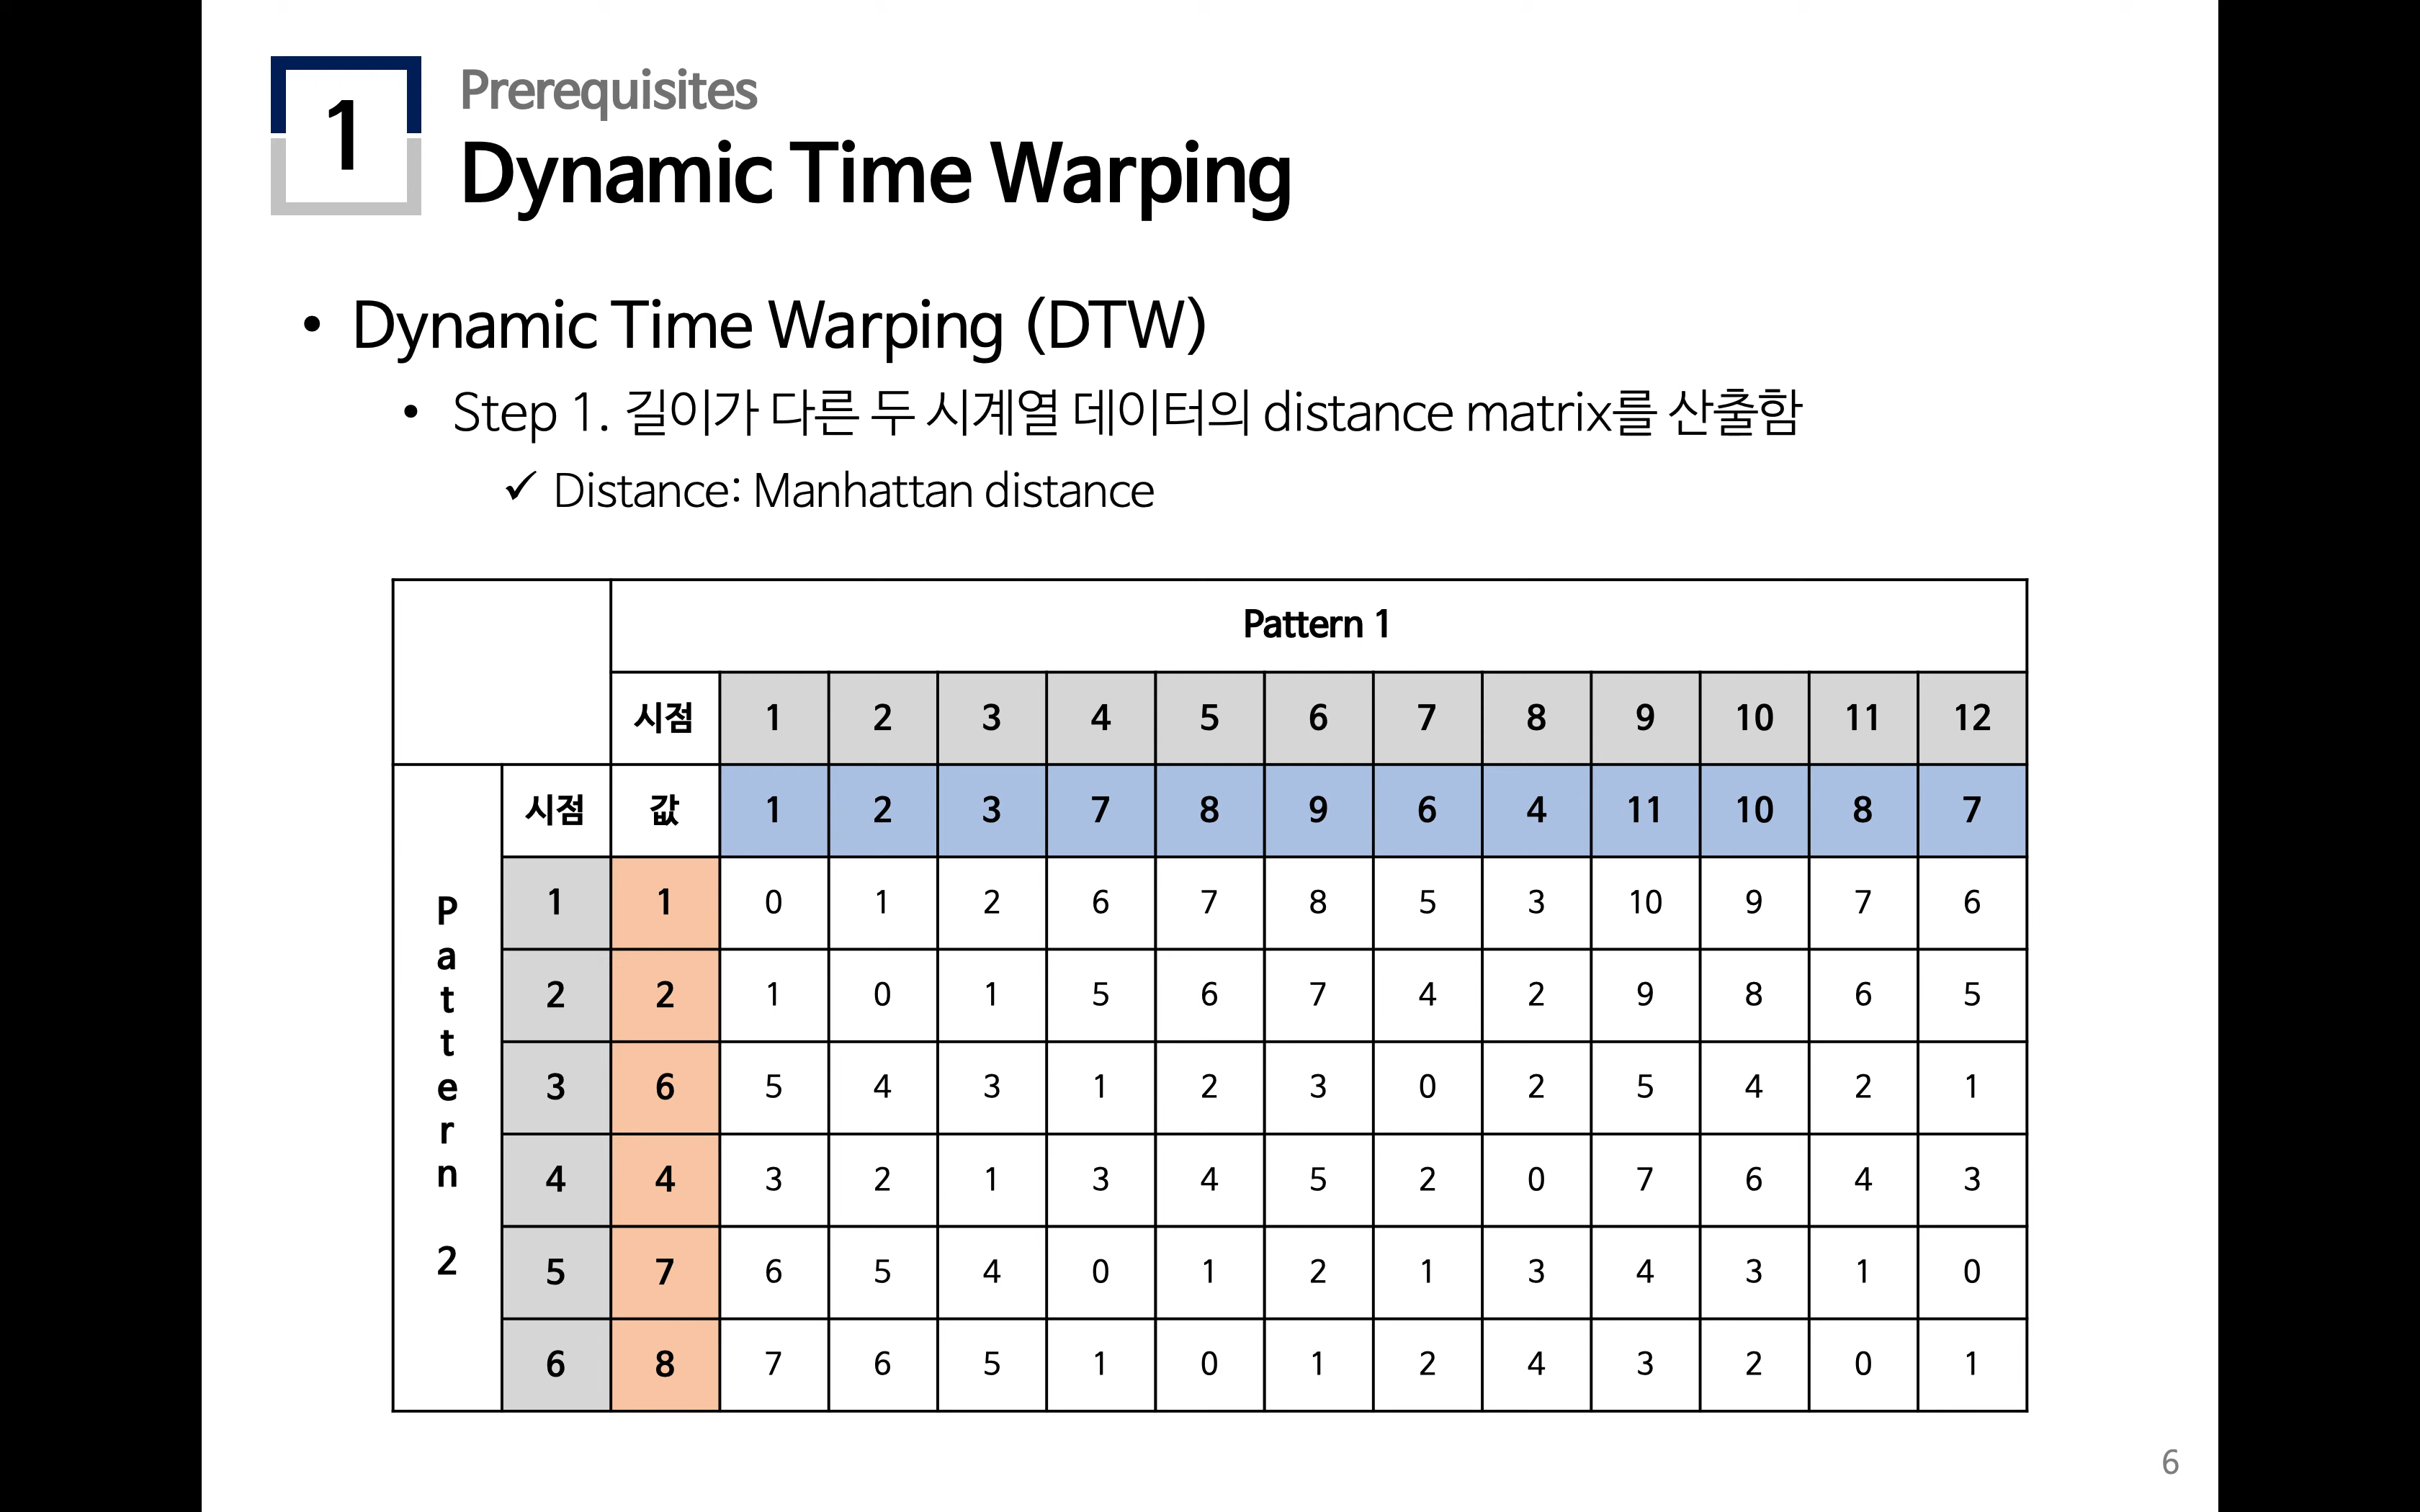 1
Prerequisites
Dynamic Time Warping
• Dynamic Time Warping (DTW)
• Step 1. 길이가 다른 두 시계열 데이터의 distance matrix를 산출함
✓ Distance: Manhattan distance
Pattern 1
시점 1 2 3 4 5 6 7 8 9 10 11 12
시점 값 1 2 3 7 8 9 6 4 11 10 8 7
Pattern 2
1 1 0 1 2 6 7 8 5 3 10 9 7 6
2 2 1 0 1 5 6 7 4 2 9 8 6 5
3 6 5 4 3 1 2 3 0 2 5 4 2 1
4 4 3 2 1 3 4 5 2 0 7 6 4 3
5 7 6 5 4 0 1 2 1 3 4 3 1 0
6 8 7 6 5 1 0 1 2 4 3 2 0 1
6